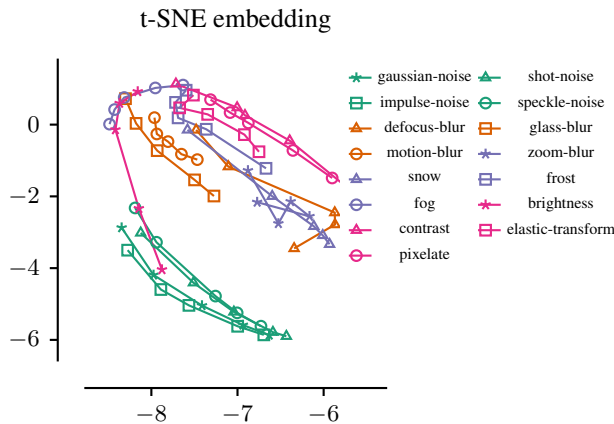 t-SNE embedding
gaussian-noise shot-noise
impulse-noise speckle-noise
defocus-blur glass-blur
motion-blur zoom-blur
snow frost
fog brightness
contrast elastic-transform
pixelate
0
−2
−4
−6
−8 −7 −6